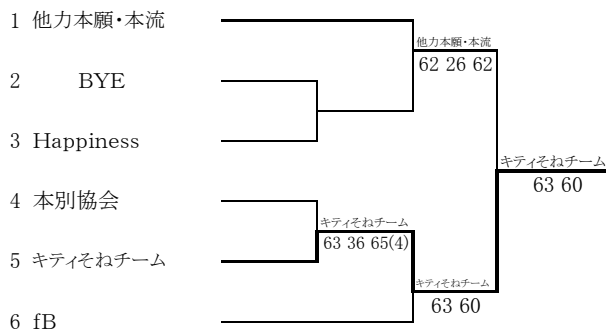 1 他力本願・本流
他力本願・本流
62 26 62
2 BYE
3 Happiness
キティそねチーム
63 60
4 本別協会
キティそねチーム
63 36 65(4)
5 キティそねチーム
キティそねチーム
63 60
6 fB